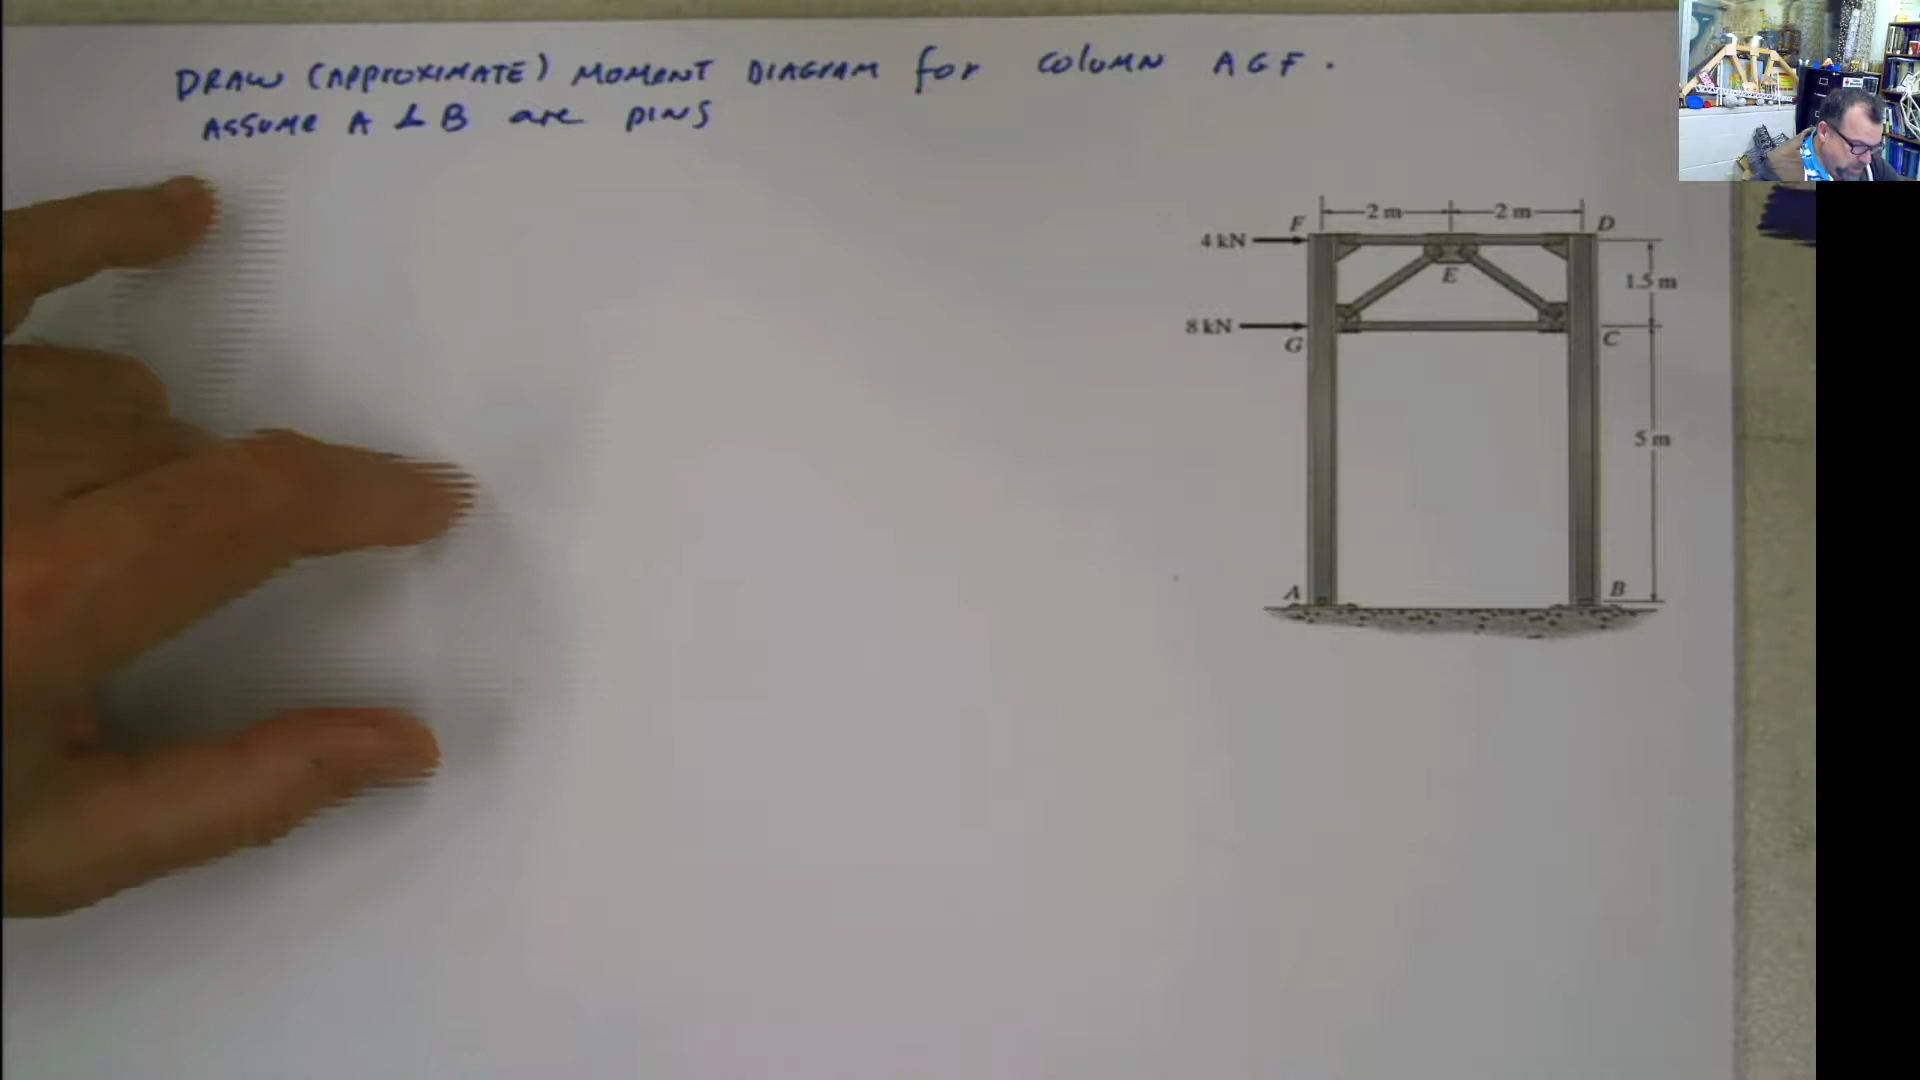 DRAW (APPROXIMATE) MOMENT DIAGRAM for COLUMN AGF.
ASSUME A & B are PINS
2 m 2 m
F D
4 kN
E
1.5 m
8 kN
G C
5 m
A B